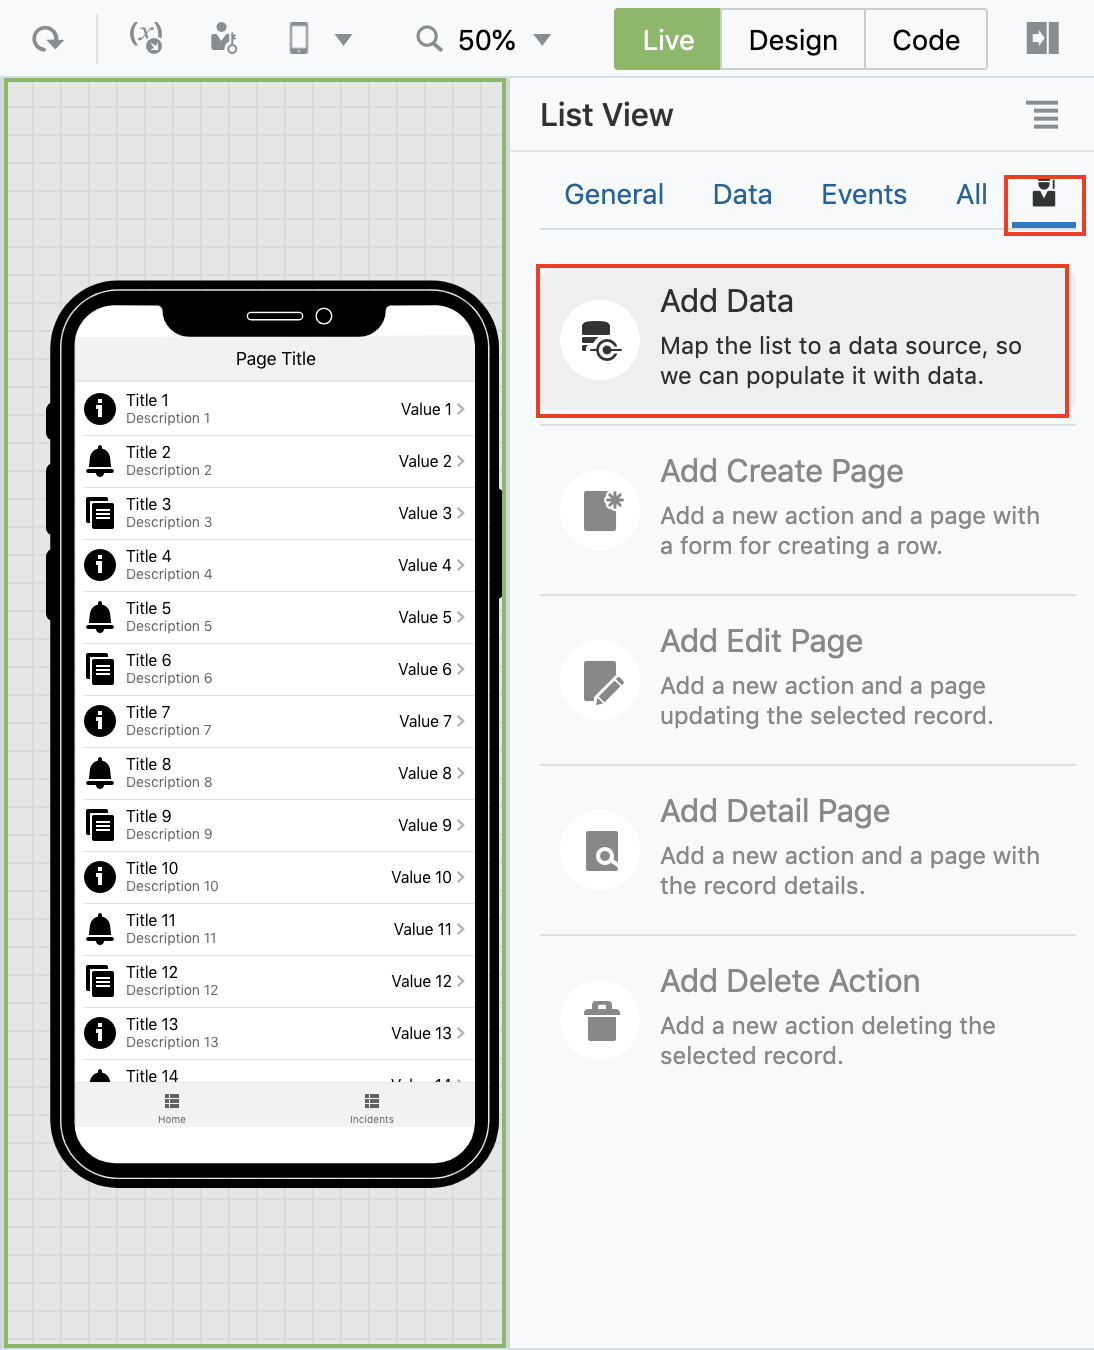 50%
Live
Design
Code
List View
General
Data
Events
All
Add Data
Map the list to a data source, so
we can populate it with data.
Add Create Page
Add a new action and a page with
a form for creating a row.
Add Edit Page
Add a new action and a page
updating the selected record.
Add Detail Page
Add a new action and a page with
the record details.
Add Delete Action
Add a new action deleting the
selected record.
Page Title
Title 1
Description 1
Value 1
Title 2
Description 2
Value 2
Title 3
Description 3
Value 3
Title 4
Description 4
Value 4
Title 5
Description 5
Value 5
Title 6
Description 6
Value 6
Title 7
Description 7
Value 7
Title 8
Description 8
Value 8
Title 9
Description 9
Value 9
Title 10
Description 10
Value 10
Title 11
Description 11
Value 11
Title 12
Description 12
Value 12
Title 13
Description 13
Value 13
Title 14
Home
Incidents